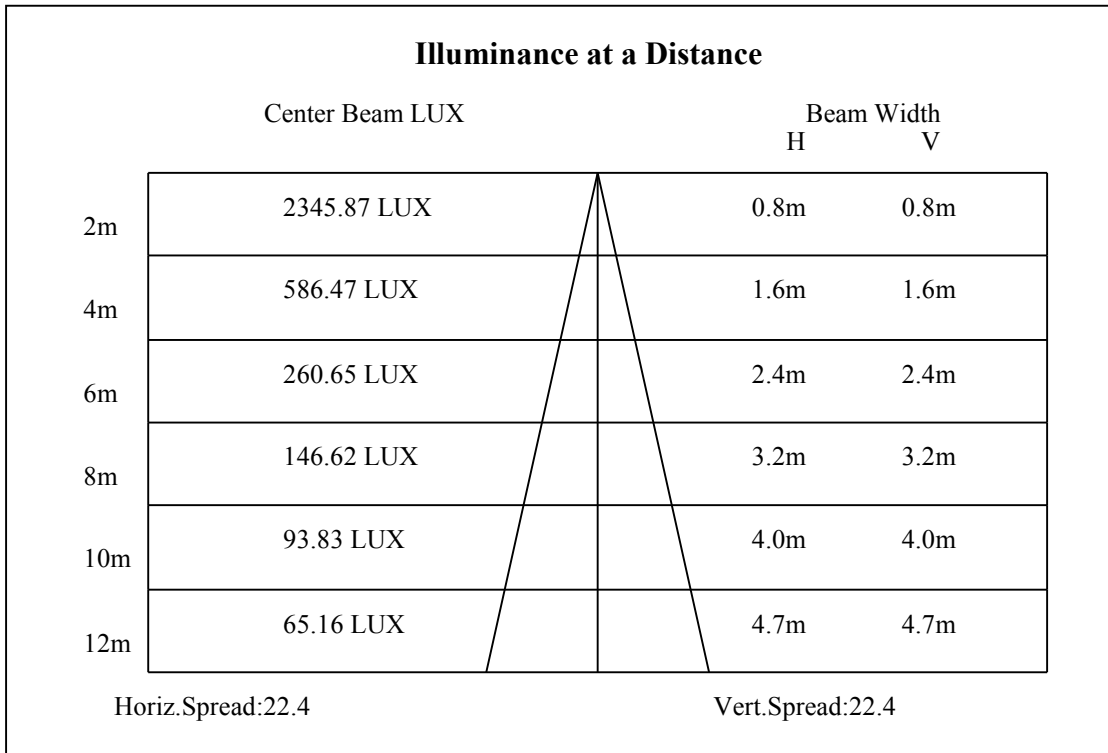 Illuminance at a Distance
Center Beam LUX Beam Width
H V
2m 2345.87 LUX 0.8m 0.8m
4m 586.47 LUX 1.6m 1.6m
6m 260.65 LUX 2.4m 2.4m
8m 146.62 LUX 3.2m 3.2m
10m 93.83 LUX 4.0m 4.0m
12m 65.16 LUX 4.7m 4.7m
Horiz.Spread:22.4 Vert.Spread:22.4